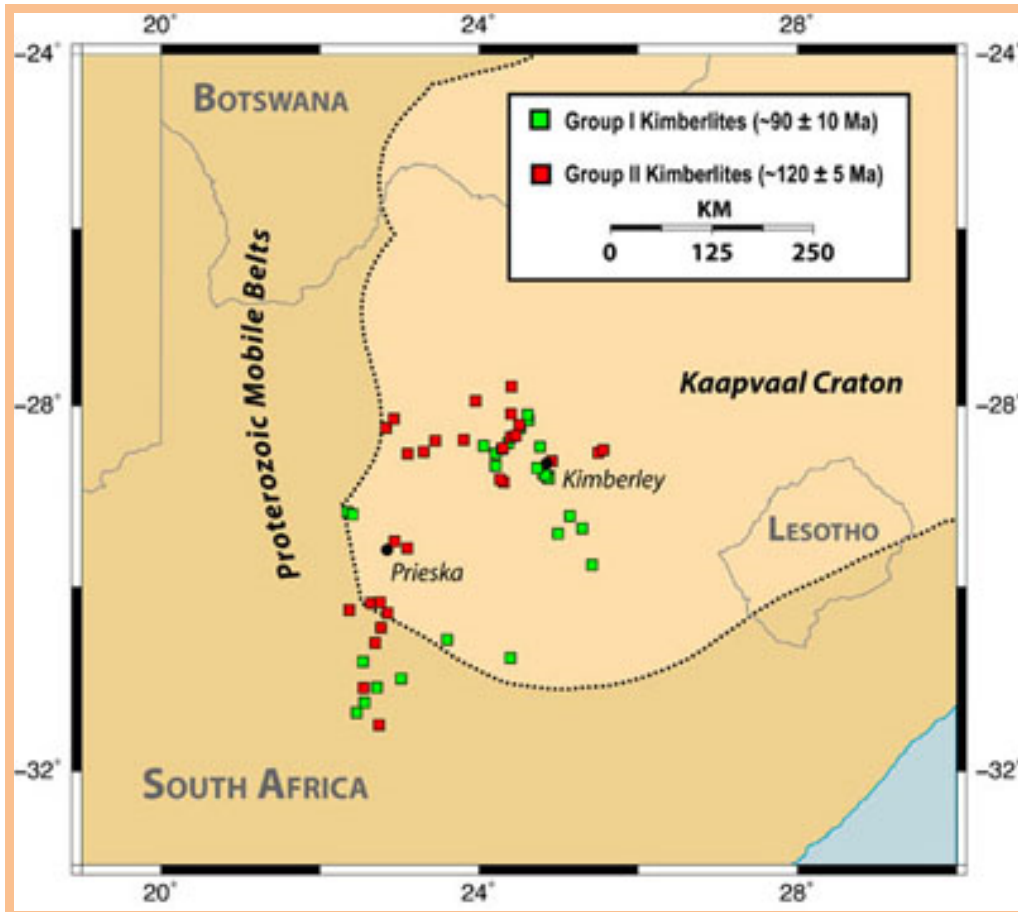 20° 24° 28°
−24° −24°
BOTSWANA
Group I Kimberlites (~90 ± 10 Ma)
Group II Kimberlites (~120 ± 5 Ma)
KM
0 125 250
Proterozoic Mobile Belts
Kaapvaal Craton
−28° −28°
Kimberley
LESOTHO
Prieska
SOUTH AFRICA
−32° −32°
20° 24° 28°